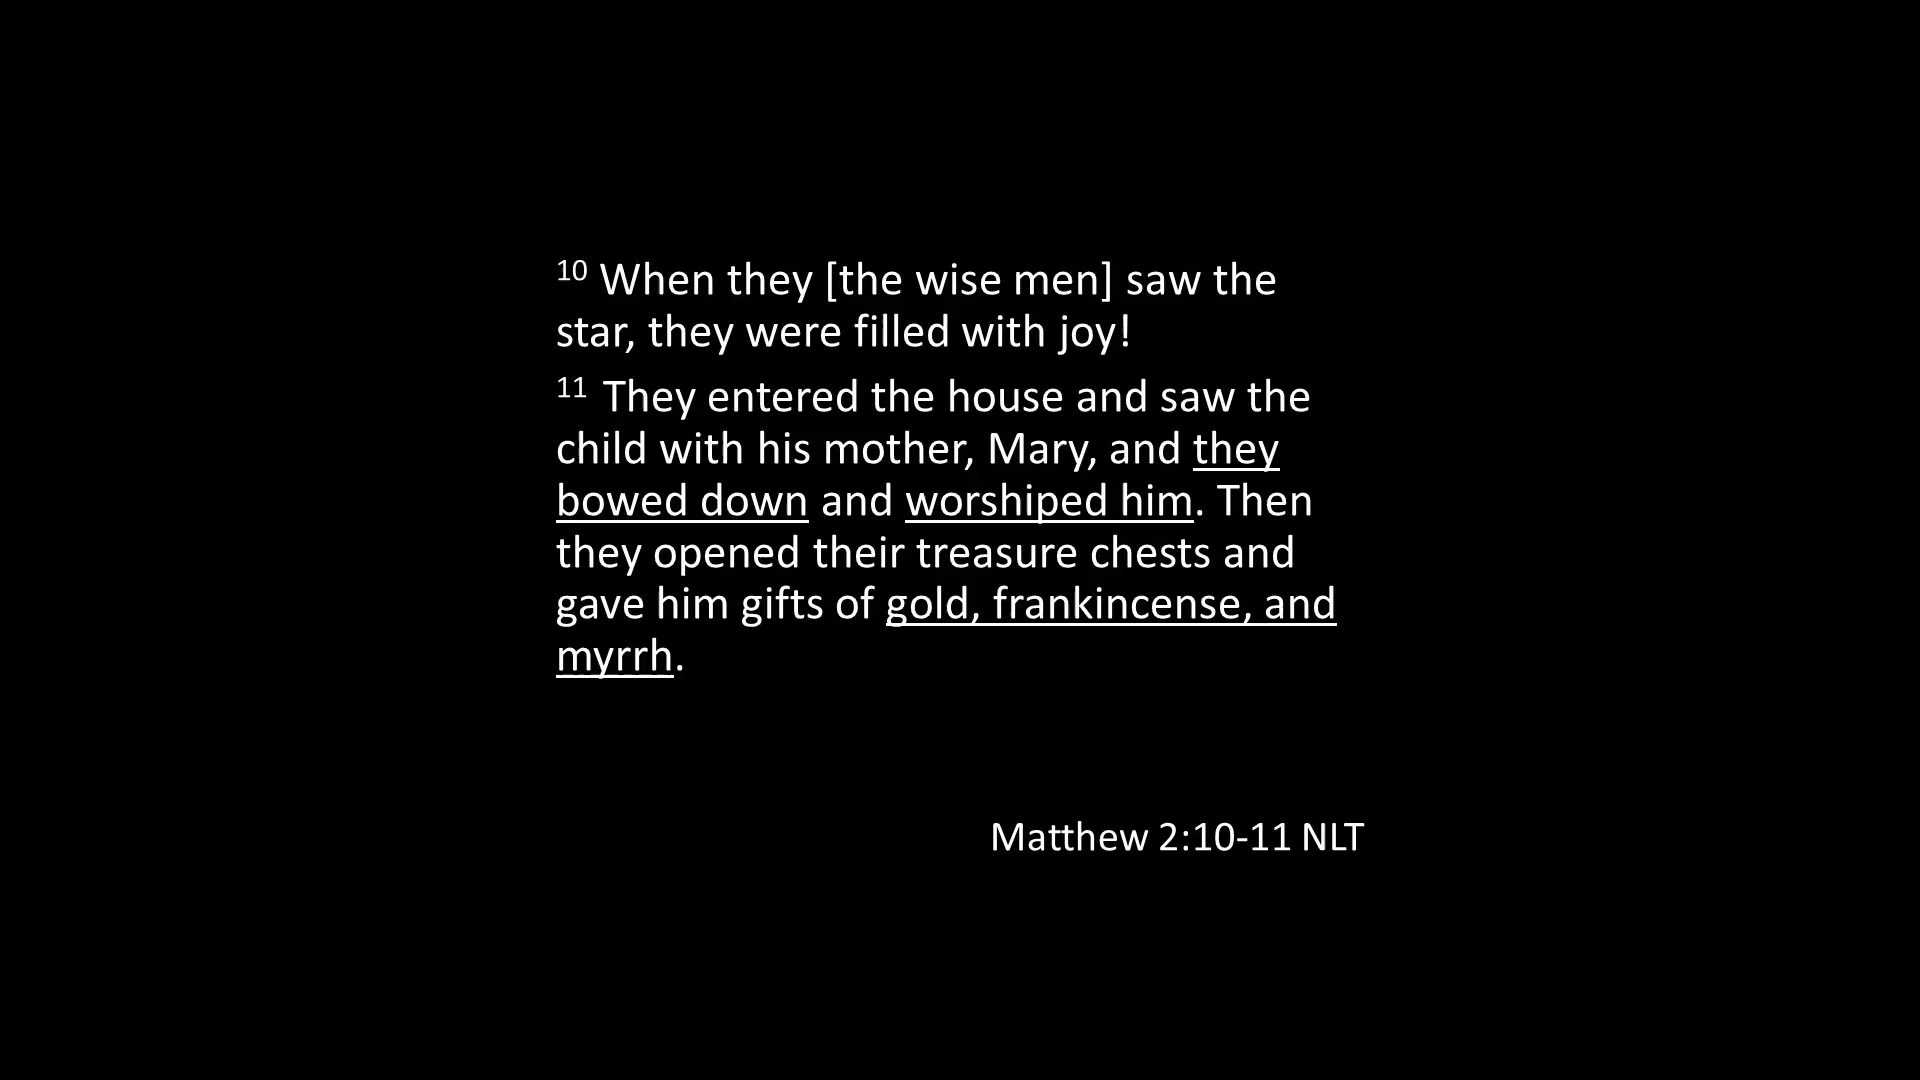 10 When they [the wise men] saw the
star, they were filled with joy!
11 They entered the house and saw the
child with his mother, Mary, and they
bowed down and worshiped him. Then
they opened their treasure chests and
gave him gifts of gold, frankincense, and
myrrh.
Matthew 2:10-11 NLT